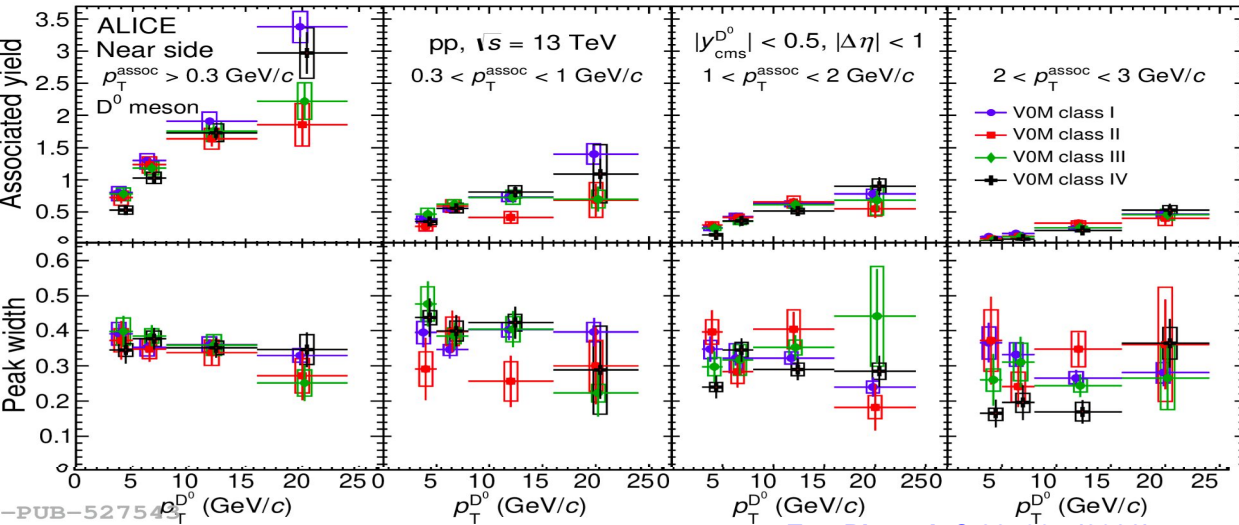 Associated yield
3.5
3
2.5
2
1.5
1
0.5
0
ALICE
Near side
p_T^assoc > 0.3 GeV/c
D^0 meson
pp, √s = 13 TeV
0.3 < p_T^assoc < 1 GeV/c
|y_cms^D^0| < 0.5, |Δη| < 1
1 < p_T^assoc < 2 GeV/c
2 < p_T^assoc < 3 GeV/c
V0M class I
V0M class II
V0M class III
V0M class IV
Peak width
0.6
0.5
0.4
0.3
0.2
0.1
0
0 5 10 15 20 25 0 5 10 15 20 25 0 5 10 15 20 25 0 5 10 15 20 25
p_T^D^0 (GeV/c) p_T^D^0 (GeV/c) p_T^D^0 (GeV/c) p_T^D^0 (GeV/c)
-PUB-527543